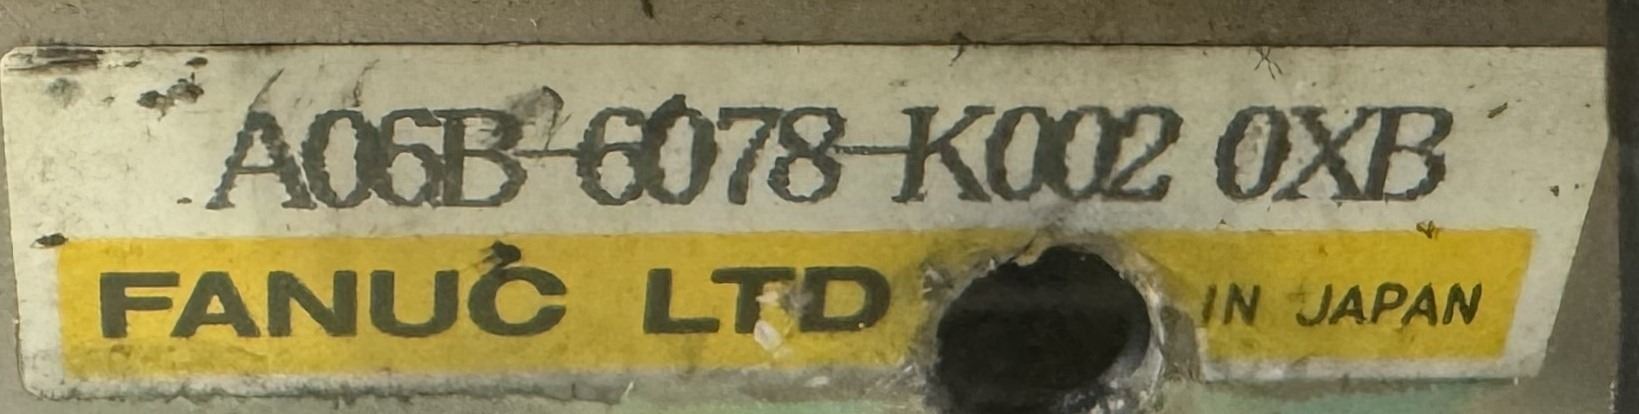 A06B-6078-K002 0XB
FANUC LTD IN JAPAN